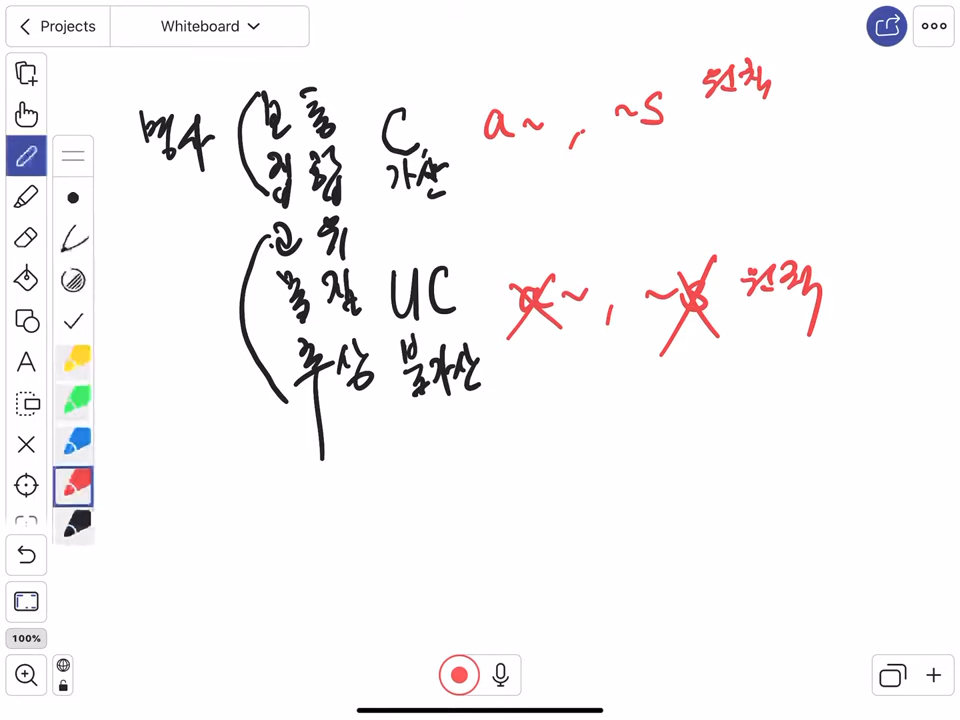 Projects
Whiteboard
명사
보통
집합
C,
가산
a~, ~s 원칙
고유
물질
추상
UC
불가산
a~, ~s 원칙
A
100%